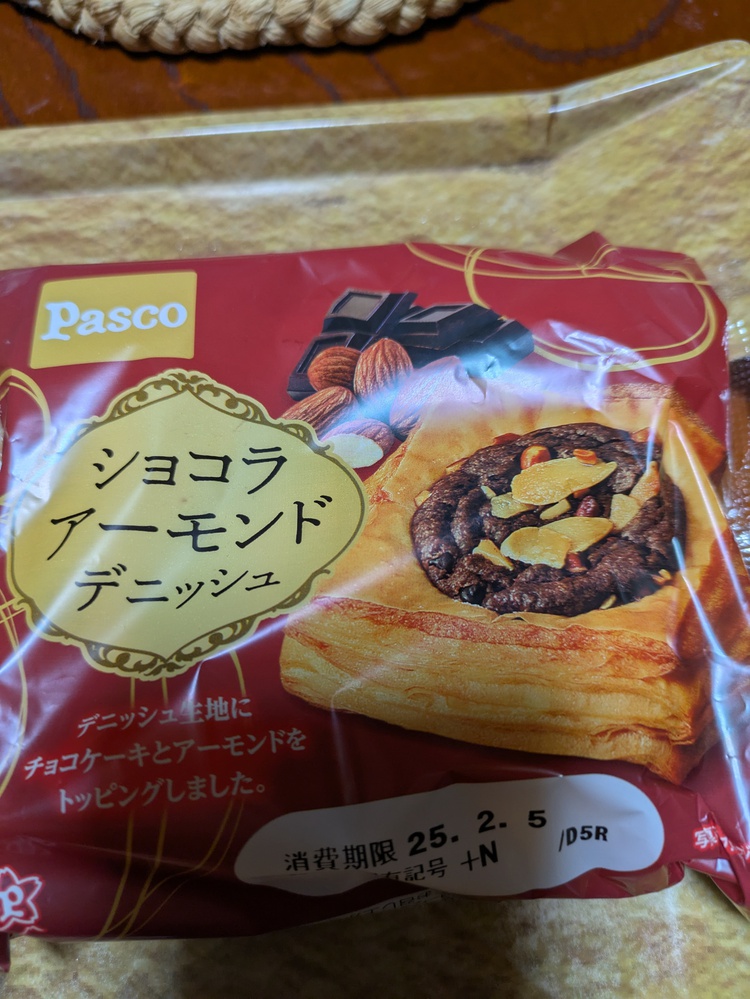 Pasco
ショコラ
アーモンド
デニッシュ
デニッシュ生地に
チョコケーキとアーモンドを
トッピングしました。
消費期限 25. 2. 5 /D5R
記号 +N